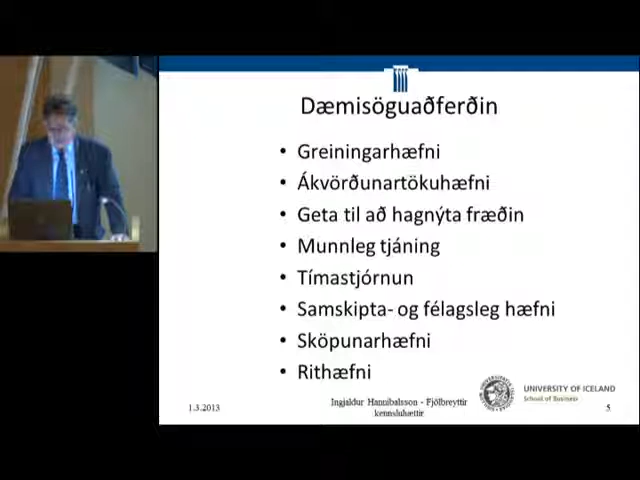 Dæmisöguaðferðin
• Greiningarhæfni
• Ákvörðunartökuhæfni
• Geta til að hagnýta fræðin
• Munnleg tjáning
• Tímastjórnun
• Samskipta- og félagsleg hæfni
• Sköpunarhæfni
• Rithæfni
1.3.2013
Ingjaldur Hannibalsson - Fjölbreyttir
kennsluhættir
UNIVERSITY OF ICELAND
School of Business
5